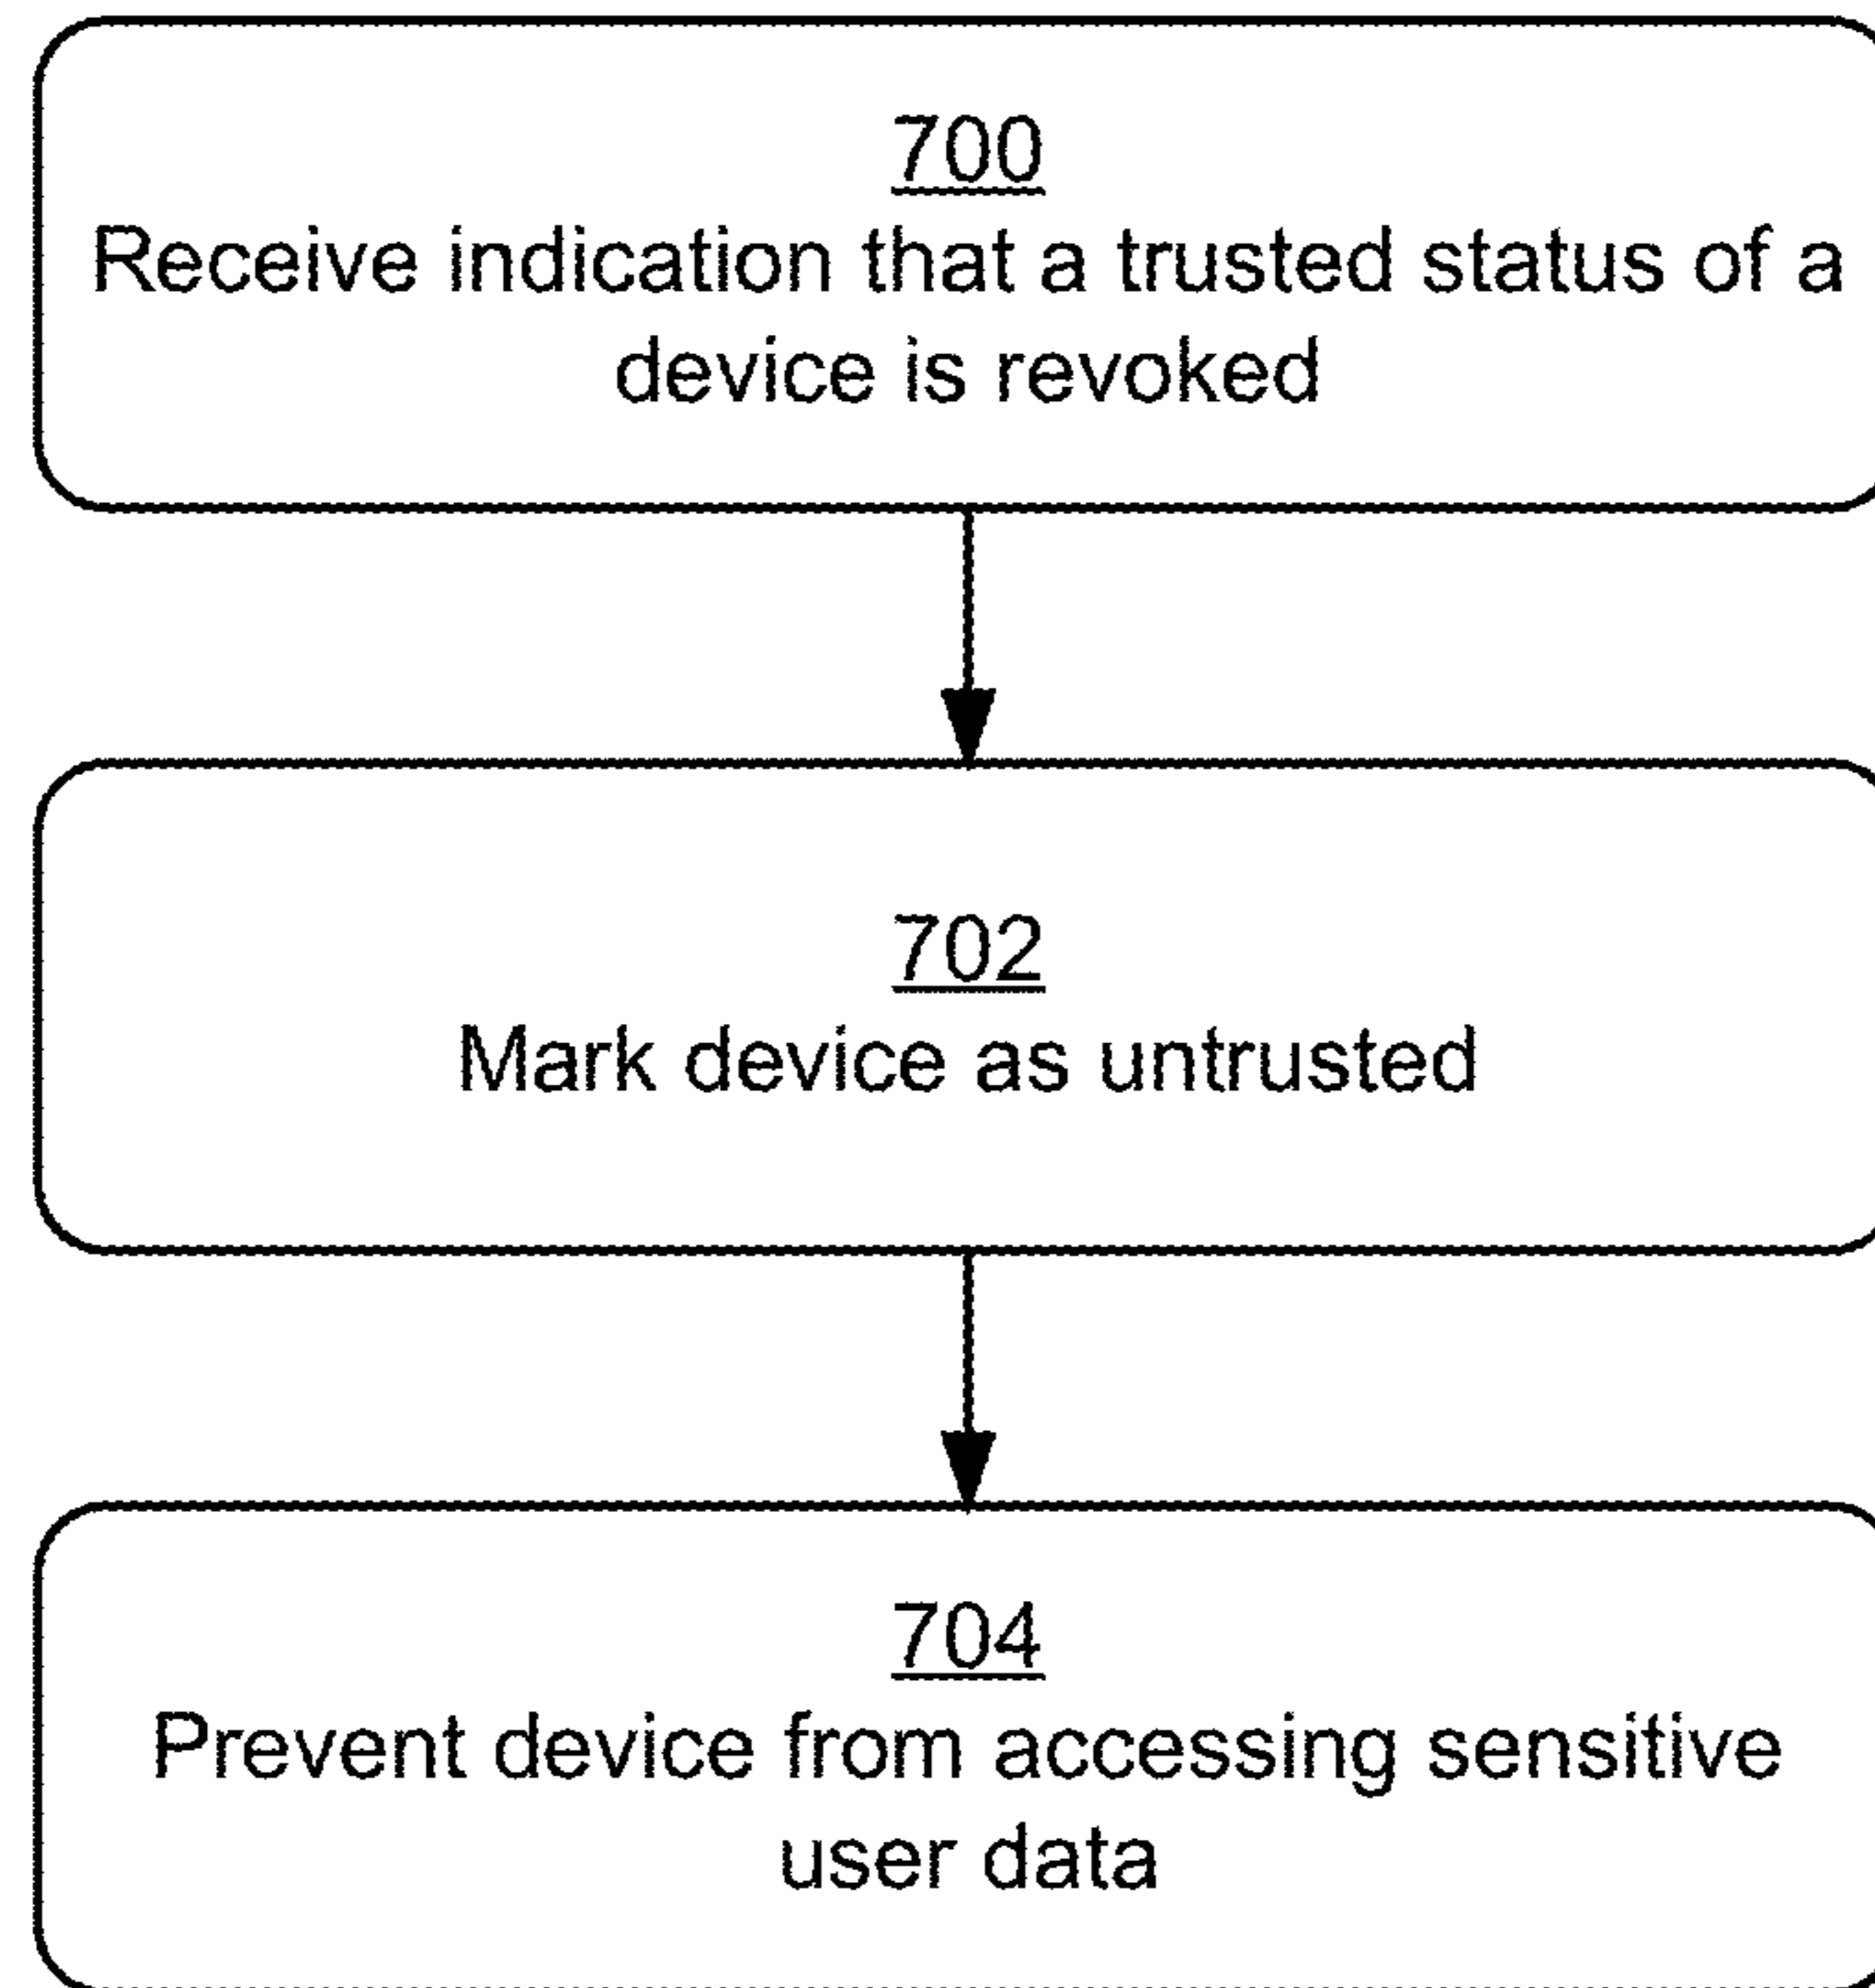 700
Receive indication that a trusted status of a
device is revoked
702
Mark device as untrusted
704
Prevent device from accessing sensitive
user data